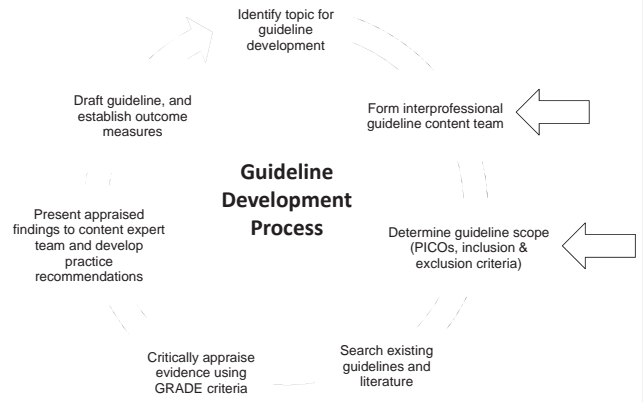 Identify topic for
guideline
development
Form interprofessional
guideline content team
Determine guideline scope
(PICOs, inclusion &
exclusion criteria)
Search existing
guidelines and
literature
Critically appraise
evidence using
GRADE criteria
Present appraised
findings to content expert
team and develop
practice
recommendations
Draft guideline, and
establish outcome
measures
Guideline
Development
Process